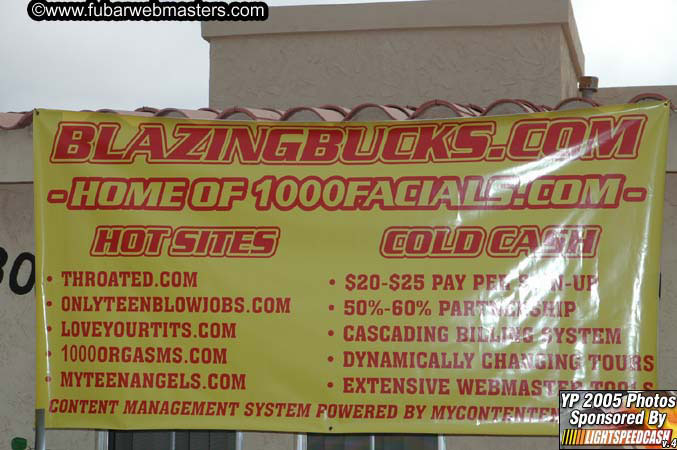 ©www.fubarwebmasters.com
BLAZINGBUCKS.COM
-HOME OF 1000FACIALS.COM-
HOT SITES
• THROATED.COM
• ONLYTEENBLOWJOBS.COM
• LOVEYOURTITS.COM
• 1000ORGASMS.COM
• MYTEENANGELS.COM
COLD CASH
• $20-$25 PAY PER SIGN-UP
• 50%-60% PARTNERSHIP
• CASCADING BILLING SYSTEM
• DYNAMICALLY CHANGING TOURS
• EXTENSIVE WEBMASTER TOOLS
CONTENT MANAGEMENT SYSTEM POWERED BY
YP 2005 Photos
Sponsored By
LIGHTSPEEDCASH
v.4